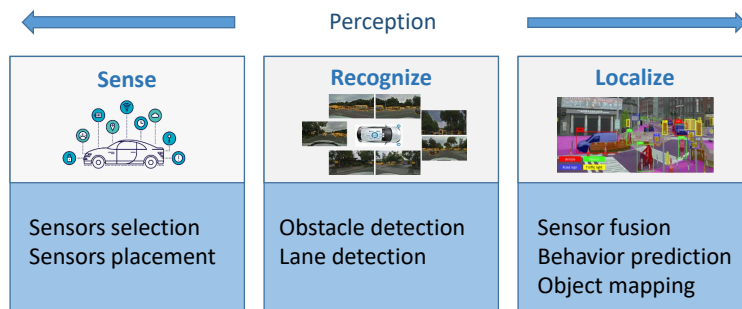 Perception
Sense
Recognize
Localize
Sensors selection
Sensors placement
Obstacle detection
Lane detection
Sensor fusion
Behavior prediction
Object mapping